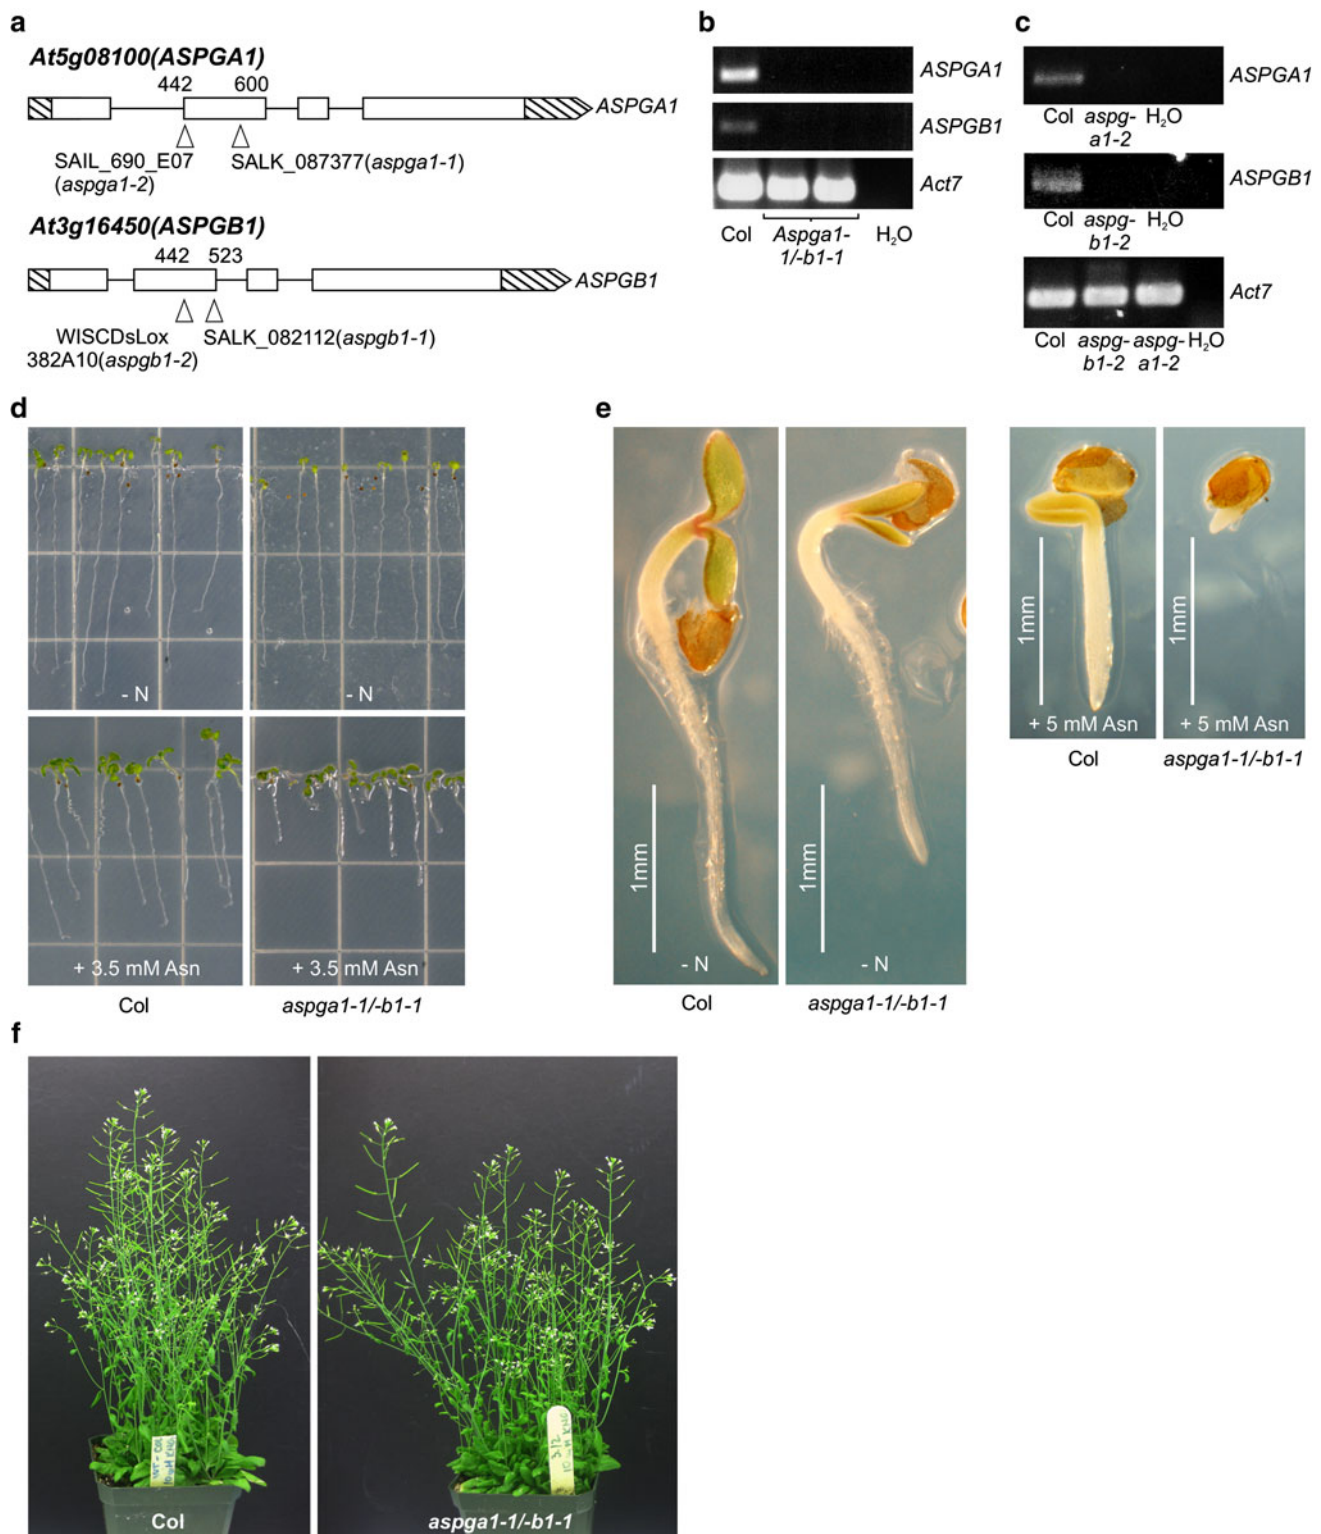 a
At5g08100(ASPGA1)
442 600
ASPGA1
SAIL_690_E07
(aspga1-2)
SALK_087377(aspga1-1)
At3g16450(ASPGB1)
442 523
ASPGB1
WISCDsLox
382A10(aspgb1-2)
SALK_082112(aspgb1-1)
b
ASPGA1
ASPGB1
Act7
Col
Aspga1-
1/-b1-1
H2O
c
ASPGA1
Col aspg- H2O
a1-2
ASPGB1
Col aspg- H2O
b1-2
Act7
Col aspg- aspg- H2O
b1-2 a1-2
d
- N
- N
+ 3.5 mM Asn
+ 3.5 mM Asn
Col
aspga1-1/-b1-1
e
1mm
- N
Col
1mm
- N
aspga1-1/-b1-1
1mm
+ 5 mM Asn
Col
1mm
+ 5 mM Asn
aspga1-1/-b1-1
f
WT-COL
Col
aspga1-1/-b1-1